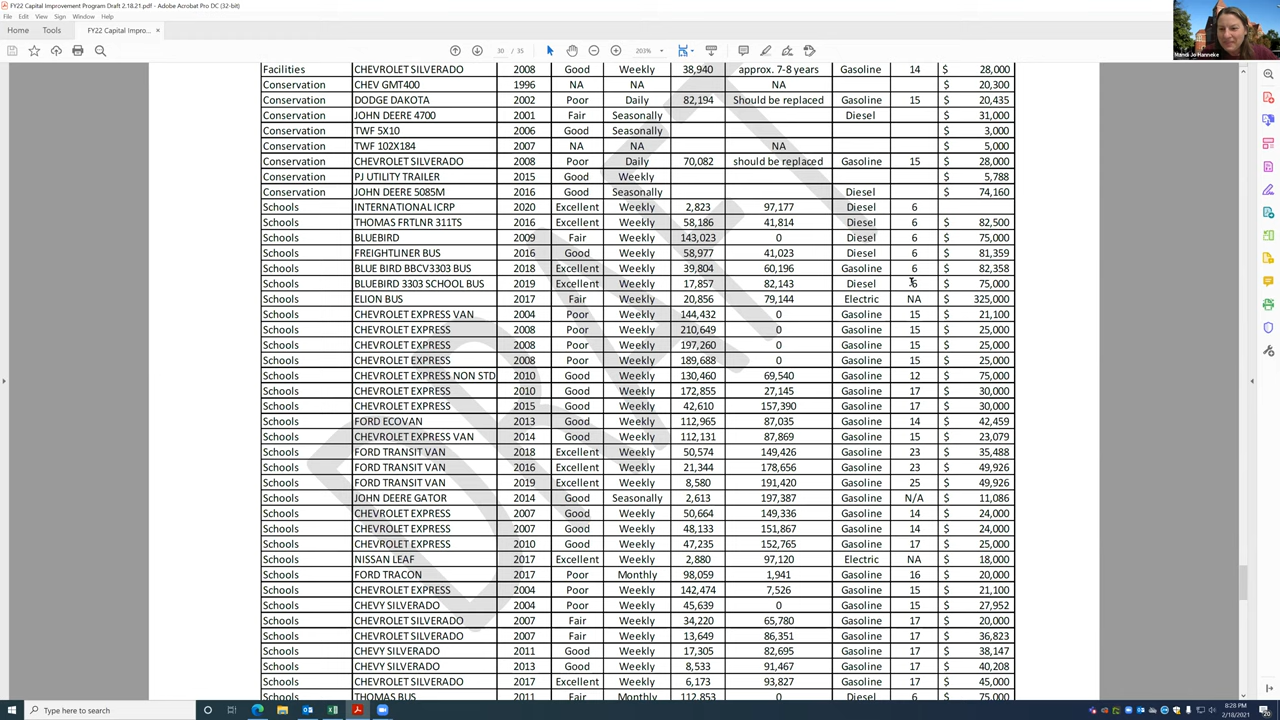 FY22 Capital Improvement Program Draft 2.18.21.pdf - Adobe Acrobat Pro DC (32-bit)
File Edit View Sign Window Help
Home Tools FY22 Capital Impro... ×
30 / 35 203%
Mandi Jo Hanneke
Facilities CHEVROLET SILVERADO 2008 Good Weekly 38,940 approx. 7-8 years Gasoline 14 $ 28,000
Conservation CHEV GMT400 1996 NA NA NA $ 20,300
Conservation DODGE DAKOTA 2002 Poor Daily 82,194 Should be replaced Gasoline 15 $ 20,435
Conservation JOHN DEERE 4700 2001 Fair Seasonally Diesel $ 31,000
Conservation TWF 5X10 2006 Good Seasonally $ 3,000
Conservation TWF 102X184 2007 NA NA NA $ 5,000
Conservation CHEVROLET SILVERADO 2008 Poor Daily 70,082 should be replaced Gasoline 15 $ 28,000
Conservation PJ UTILITY TRAILER 2015 Good Weekly $ 5,788
Conservation JOHN DEERE 5085M 2016 Good Seasonally Diesel $ 74,160
Schools INTERNATIONAL ICRP 2020 Excellent Weekly 2,823 97,177 Diesel 6
Schools THOMAS FRTLNR 311TS 2016 Excellent Weekly 58,186 41,814 Diesel 6 $ 82,500
Schools BLUEBIRD 2009 Fair Weekly 143,023 0 Diesel 6 $ 75,000
Schools FREIGHTLINER BUS 2016 Good Weekly 58,977 41,023 Diesel 6 $ 81,359
Schools BLUE BIRD BBCV3303 BUS 2018 Excellent Weekly 39,804 60,196 Gasoline 6 $ 82,358
Schools BLUEBIRD 3303 SCHOOL BUS 2019 Excellent Weekly 17,857 82,143 Diesel 6 $ 75,000
Schools ELION BUS 2017 Fair Weekly 20,856 79,144 Electric NA $ 325,000
Schools CHEVROLET EXPRESS VAN 2004 Poor Weekly 144,432 0 Gasoline 15 $ 21,100
Schools CHEVROLET EXPRESS 2008 Poor Weekly 210,649 0 Gasoline 15 $ 25,000
Schools CHEVROLET EXPRESS 2008 Poor Weekly 197,260 0 Gasoline 15 $ 25,000
Schools CHEVROLET EXPRESS 2008 Poor Weekly 189,688 0 Gasoline 15 $ 25,000
Schools CHEVROLET EXPRESS NON STD 2010 Good Weekly 130,460 69,540 Gasoline 12 $ 75,000
Schools CHEVROLET EXPRESS 2010 Good Weekly 172,855 27,145 Gasoline 17 $ 30,000
Schools CHEVROLET EXPRESS 2015 Good Weekly 42,610 157,390 Gasoline 17 $ 30,000
Schools FORD ECOVAN 2013 Good Weekly 112,965 87,035 Gasoline 14 $ 42,459
Schools CHEVROLET EXPRESS VAN 2014 Good Weekly 112,131 87,869 Gasoline 15 $ 23,079
Schools FORD TRANSIT VAN 2018 Excellent Weekly 50,574 149,426 Gasoline 23 $ 35,488
Schools FORD TRANSIT VAN 2016 Excellent Weekly 21,344 178,656 Gasoline 23 $ 49,926
Schools FORD TRANSIT VAN 2019 Excellent Weekly 8,580 191,420 Gasoline 25 $ 49,926
Schools JOHN DEERE GATOR 2014 Good Seasonally 2,613 197,387 Gasoline N/A $ 11,086
Schools CHEVROLET EXPRESS 2007 Good Weekly 50,664 149,336 Gasoline 14 $ 24,000
Schools CHEVROLET EXPRESS 2007 Good Weekly 48,133 151,867 Gasoline 14 $ 24,000
Schools CHEVROLET EXPRESS 2010 Good Weekly 47,235 152,765 Gasoline 17 $ 25,000
Schools NISSAN LEAF 2017 Excellent Weekly 2,880 97,120 Electric NA $ 18,000
Schools FORD TRACON 2017 Poor Monthly 98,059 1,941 Gasoline 16 $ 20,000
Schools CHEVROLET EXPRESS 2004 Poor Weekly 142,474 7,526 Gasoline 15 $ 21,100
Schools CHEVY SILVERADO 2004 Poor Weekly 45,639 0 Gasoline 15 $ 27,952
Schools CHEVROLET SILVERADO 2007 Fair Weekly 34,220 65,780 Gasoline 17 $ 20,000
Schools CHEVROLET SILVERADO 2007 Fair Weekly 13,649 86,351 Gasoline 17 $ 36,823
Schools CHEVY SILVERADO 2011 Good Weekly 17,305 82,695 Gasoline 17 $ 38,147
Schools CHEVY SILVERADO 2013 Good Weekly 8,533 91,467 Gasoline 17 $ 40,208
Schools CHEVROLET SILVERADO 2017 Excellent Weekly 6,173 93,827 Gasoline 17 $ 45,000
Schools THOMAS BUS 2011 Fair Monthly 112,853 0 Diesel 6 $ 75,000
DRAFT
Type here to search
8:28 PM
2/18/2021
20